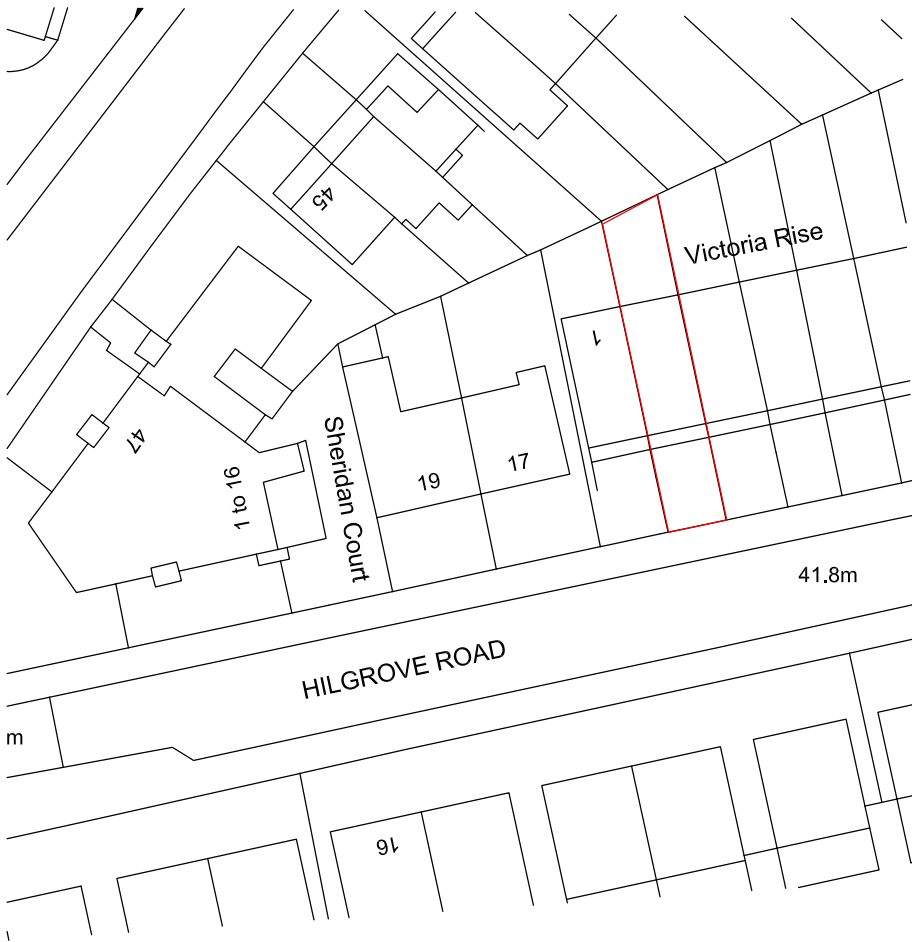 45
Victoria Rise
1
47
1 to 16
Sheridan Court
19
17
41.8m
HILGROVE ROAD
m
16